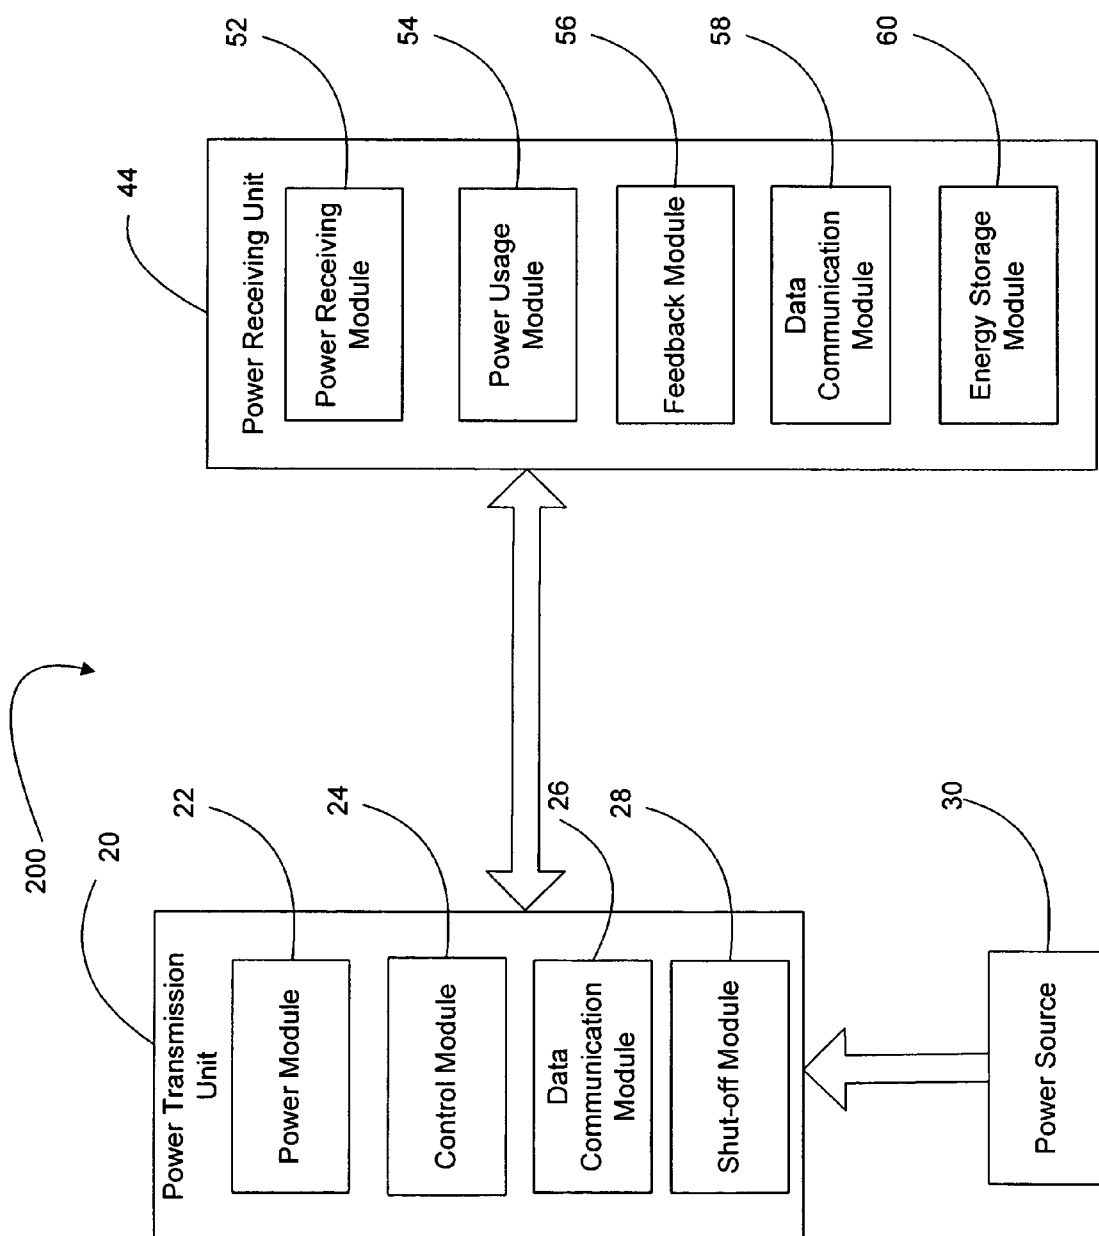 200
20
Power Transmission
Unit
22
Power Module
24
Control Module
26
Data
Communication
Module
28
Shut-off Module
30
Power Source
44
Power Receiving Unit
52
Power Receiving
Module
54
Power Usage
Module
56
Feedback Module
58
Data
Communication
Module
60
Energy Storage
Module